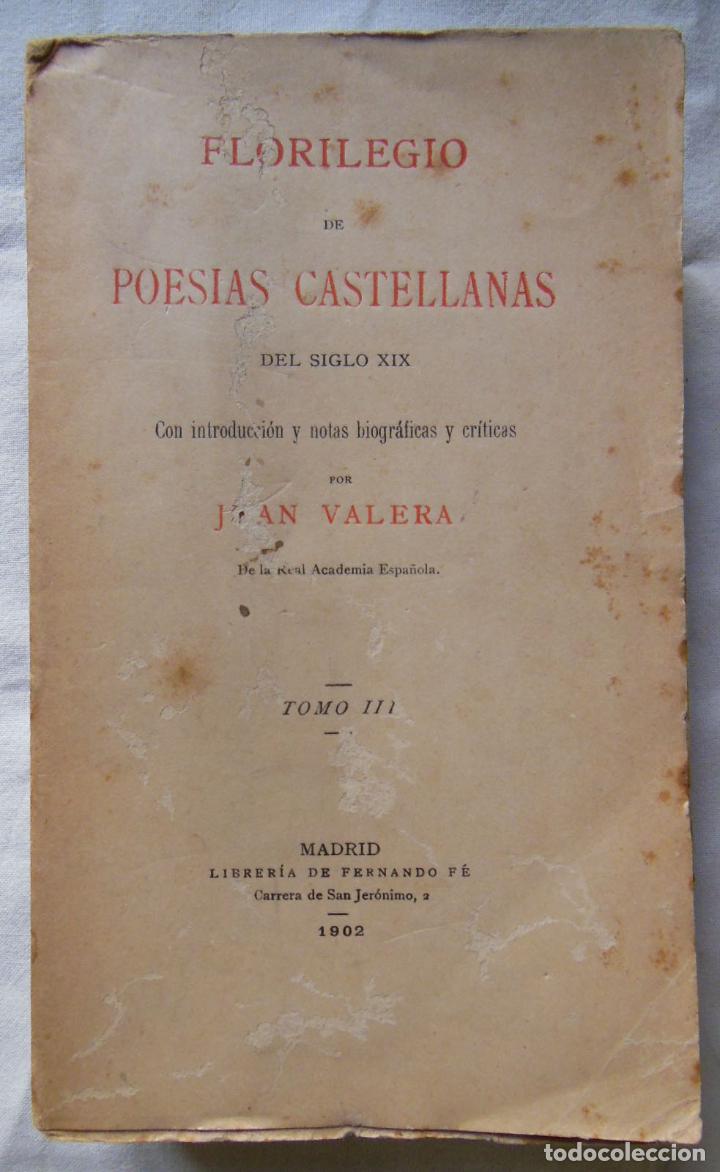 FLORILEGIO
DE
POESIAS CASTELLANAS
DEL SIGLO XIX
Con introducción y notas biográficas y críticas
POR
JUAN VALERA
De la Real Academia Española.
TOMO III
MADRID
LIBRERÍA DE FERNANDO FÉ
Carrera de San Jerónimo, 2
1902
todocoleccion